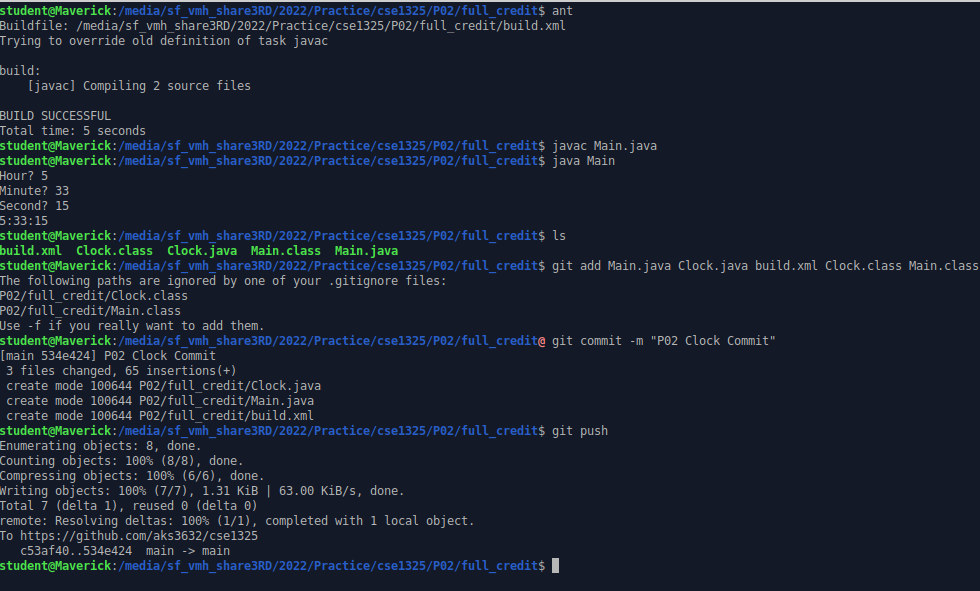 student@Maverick:/media/sf_vmh_share3RD/2022/Practice/cse1325/P02/full_credit$ ant
Buildfile: /media/sf_vmh_share3RD/2022/Practice/cse1325/P02/full_credit/build.xml
Trying to override old definition of task javac
build:
[javac] Compiling 2 source files
BUILD SUCCESSFUL
Total time: 5 seconds
student@Maverick:/media/sf_vmh_share3RD/2022/Practice/cse1325/P02/full_credit$ javac Main.java
student@Maverick:/media/sf_vmh_share3RD/2022/Practice/cse1325/P02/full_credit$ java Main
Hour? 5
Minute? 33
Second? 15
5:33:15
student@Maverick:/media/sf_vmh_share3RD/2022/Practice/cse1325/P02/full_credit$ ls
build.xml  Clock.class  Clock.java  Main.class  Main.java
student@Maverick:/media/sf_vmh_share3RD/2022/Practice/cse1325/P02/full_credit$ git add Main.java Clock.java build.xml Clock.class Main.class
The following paths are ignored by one of your .gitignore files:
P02/full_credit/Clock.class
P02/full_credit/Main.class
Use -f if you really want to add them.
student@Maverick:/media/sf_vmh_share3RD/2022/Practice/cse1325/P02/full_credit@ git commit -m "P02 Clock Commit"
[main 534e424] P02 Clock Commit
3 files changed, 65 insertions(+)
create mode 100644 P02/full_credit/Clock.java
create mode 100644 P02/full_credit/Main.java
create mode 100644 P02/full_credit/build.xml
student@Maverick:/media/sf_vmh_share3RD/2022/Practice/cse1325/P02/full_credit$ git push
Enumerating objects: 8, done.
Counting objects: 100% (8/8), done.
Compressing objects: 100% (6/6), done.
Writing objects: 100% (7/7), 1.31 KiB | 63.00 KiB/s, done.
Total 7 (delta 1), reused 0 (delta 0)
remote: Resolving deltas: 100% (1/1), completed with 1 local object.
To https://github.com/aks3632/cse1325
c53af40..534e424  main -> main
student@Maverick:/media/sf_vmh_share3RD/2022/Practice/cse1325/P02/full_credit$